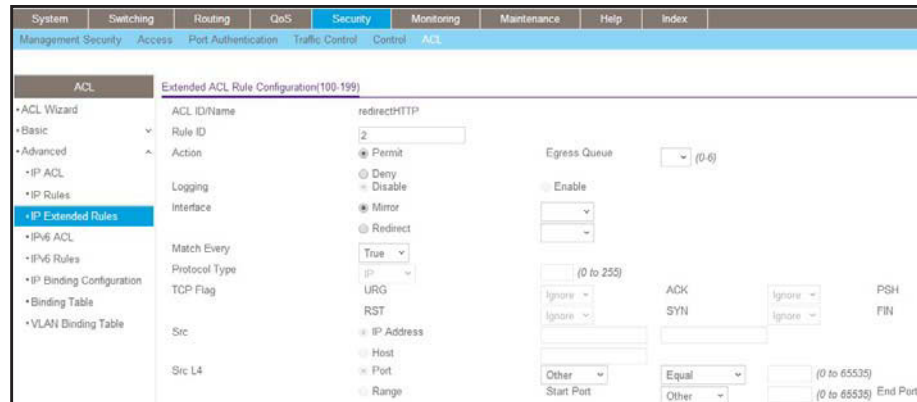 System Switching Routing QoS Security Monitoring Maintenance Help Index
Management Security Access Port Authentication Traffic Control Control ACL
ACL
• ACL Wizard
• Basic
• Advanced
• IP ACL
• IP Rules
• IP Extended Rules
• IPv6 ACL
• IPv6 Rules
• IP Binding Configuration
• Binding Table
• VLAN Binding Table
Extended ACL Rule Configuration(100-199)
ACL ID/Name redirectHTTP
Rule ID 2
Action Permit Egress Queue (0-6)
Deny
Logging Disable Enable
Interface Mirror
Redirect
Match Every True
Protocol Type IP (0 to 255)
TCP Flag URG Ignore ACK Ignore PSH
RST Ignore SYN Ignore FIN
Src IP Address
Host
Src L4 Port Other Equal (0 to 65535)
Range Start Port Other (0 to 65535) End Port